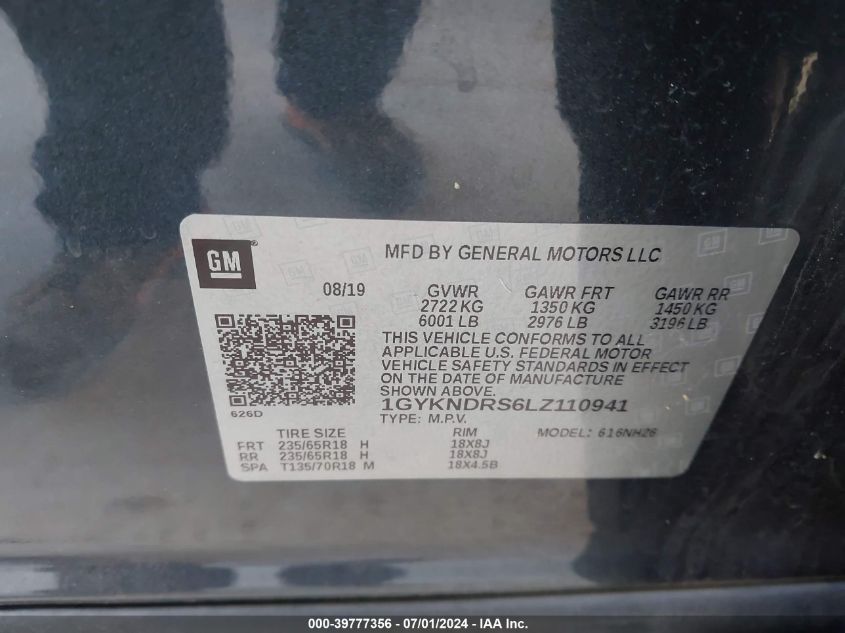 GM
MFD BY GENERAL MOTORS LLC
08/19 GVWR GAWR FRT GAWR RR
2722 KG 1350 KG 1450 KG
6001 LB 2976 LB 3196 LB
THIS VEHICLE CONFORMS TO ALL
APPLICABLE U.S. FEDERAL MOTOR
VEHICLE SAFETY STANDARDS IN EFFECT
ON THE DATE OF MANUFACTURE
SHOWN ABOVE.
1GYKNDRS6LZ110941
626D
TYPE: M.P.V. MODEL: 616NH26
TIRE SIZE RIM
FRT 235/65R18 H 18X8J
RR 235/65R18 H 18X8J
SPA T135/70R18 M 18X4.5B
000-39777356 - 07/01/2024 - IAA Inc.